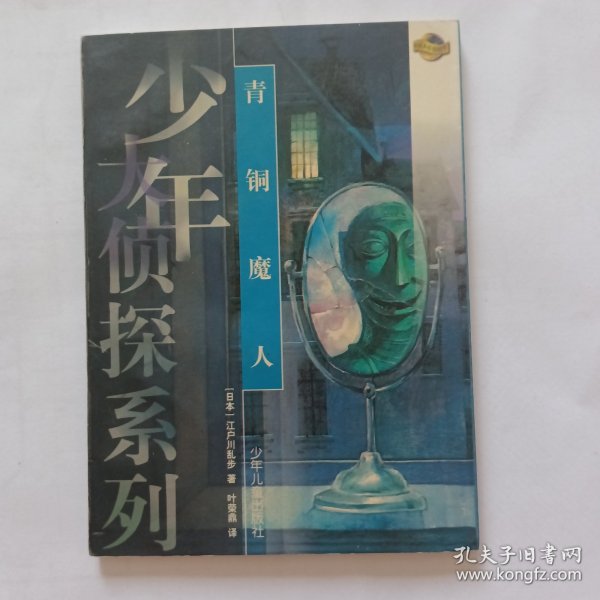 少年
大侦探系列
青铜魔人
[日本] 江户川乱步 著
叶荣鼎 译
少年儿童出版社
孔夫子旧书网
www.kongfz.com